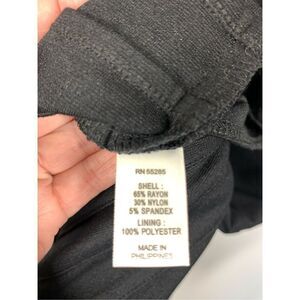 RN 55285
SHELL :
65% RAYON
30% NYLON
5% SPANDEX
LINING :
100% POLYESTER
MADE IN
PHILIPPINES